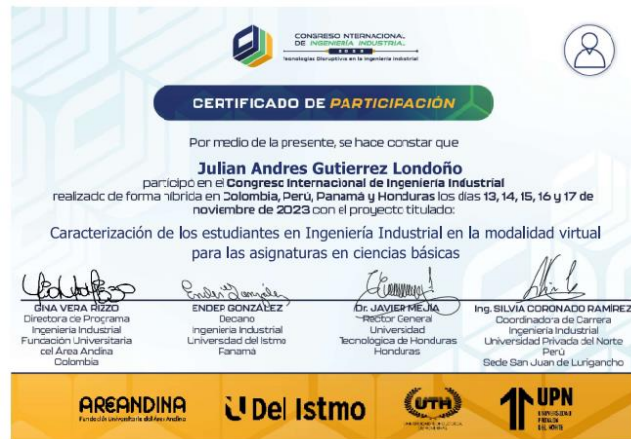 CONGRESO NTERNACIONAL
DE INGENIERÍA INDUSTRIAL
2023
Tecnologías Disruptivas en la Ingeniería Industrial
CERTIFICADO DE PARTICIPACIÓN
Por medio de la presente, se hace constar que
Julian Andres Gutierrez Londoño
participó en el Congreso Internacional de Ingeniería Industrial
realizado de forma híbrida en Colombia, Perú, Panamá y Honduras los días 13, 14, 15, 16 y 17 de
noviembre de 2023 con el proyecto titulado:
Caracterización de los estudiantes en Ingeniería Industrial en la modalidad virtual
para las asignaturas en ciencias básicas
GINA VERA RIZZO
Directora de Programa
Ingeniería Industrial
Fundación Universitaria
del Área Andina
Colombia
ENDER GONZÁLEZ
Decano
Ingeniería Industrial
Universidad del Istmo
Panamá
Dr. JAVIER MEJÍA
Rector General
Universidad
Tecnológica de Honduras
Honduras
Ing. SILVIA CORONADO RAMÍREZ
Coordinadora de Carrera
Ingeniería Industrial
Universidad Privada del Norte
Perú
Sede San Juan de Lurigancho
AREANDINA
Fundación Universitaria del Área Andina
Del Istmo
UTH
UPN
UNIVERSIDAD
PRIVADA
DEL NORTE